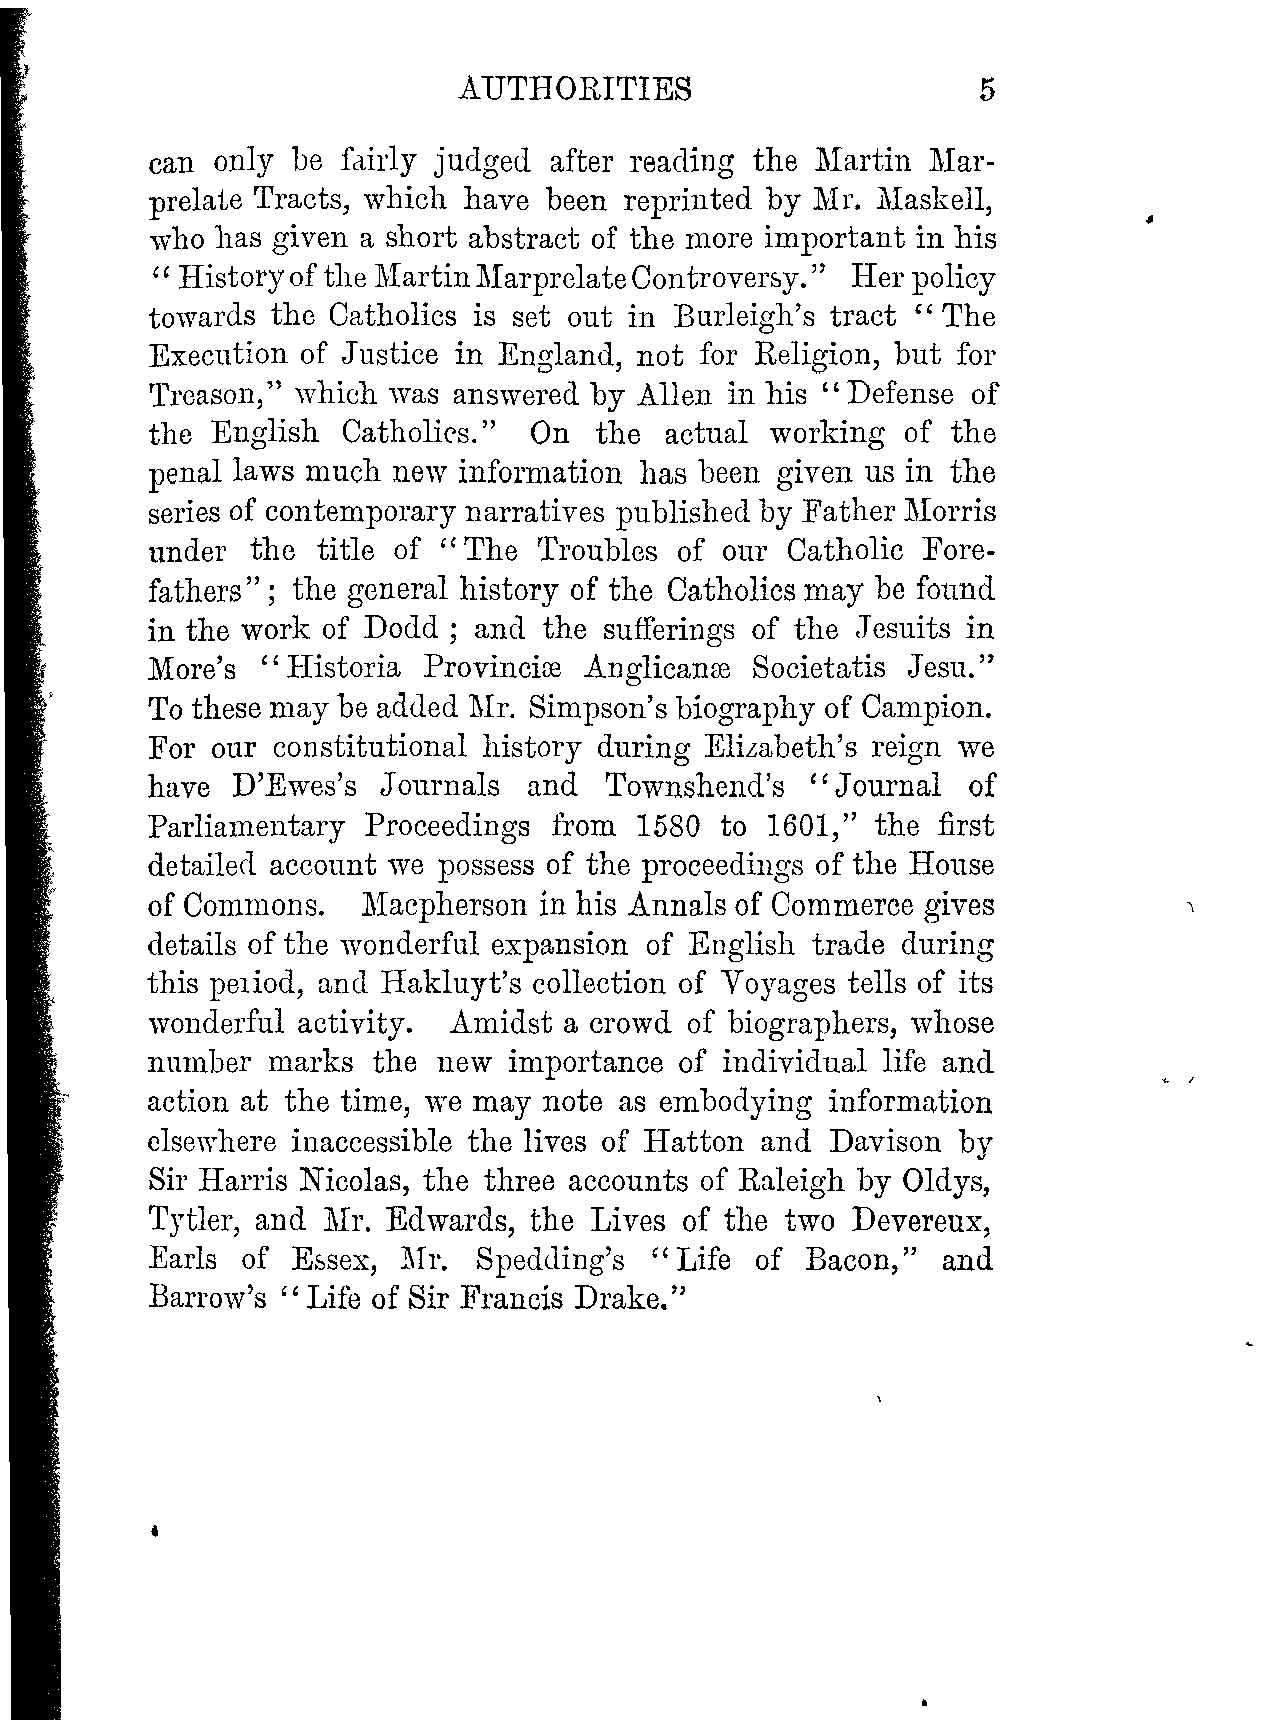 AUTHORITIES 5
can only be fairly judged after reading the Martin Mar-
prelate Tracts, which have been reprinted by Mr. Maskell,
who has given a short abstract of the more important in his
“ History of the Martin Marprelate Controversy.” Her policy
towards the Catholics is set out in Burleigh's tract “ The
Execution of Justice in England, not for Religion, but for
Treason,” which was answered by Allen in his “ Defense of
the English Catholics.” On the actual working of the
penal laws much new information has been given us in the
series of contemporary narratives published by Father Morris
under the title of “ The Troubles of our Catholic Fore-
fathers” ; the general history of the Catholics may be found
in the work of Dodd ; and the sufferings of the Jesuits in
More's “ Historia Provinciæ Anglicanæ Societatis Jesu.”
To these may be added Mr. Simpson's biography of Campion.
For our constitutional history during Elizabeth's reign we
have D'Ewes's Journals and Townshend's “ Journal of
Parliamentary Proceedings from 1580 to 1601,” the first
detailed account we possess of the proceedings of the House
of Commons. Macpherson in his Annals of Commerce gives
details of the wonderful expansion of English trade during
this period, and Hakluyt's collection of Voyages tells of its
wonderful activity. Amidst a crowd of biographers, whose
number marks the new importance of individual life and
action at the time, we may note as embodying information
elsewhere inaccessible the lives of Hatton and Davison by
Sir Harris Nicolas, the three accounts of Raleigh by Oldys,
Tytler, and Mr. Edwards, the Lives of the two Devereux,
Earls of Essex, Mr. Spedding's “ Life of Bacon,” and
Barrow's “ Life of Sir Francis Drake.”